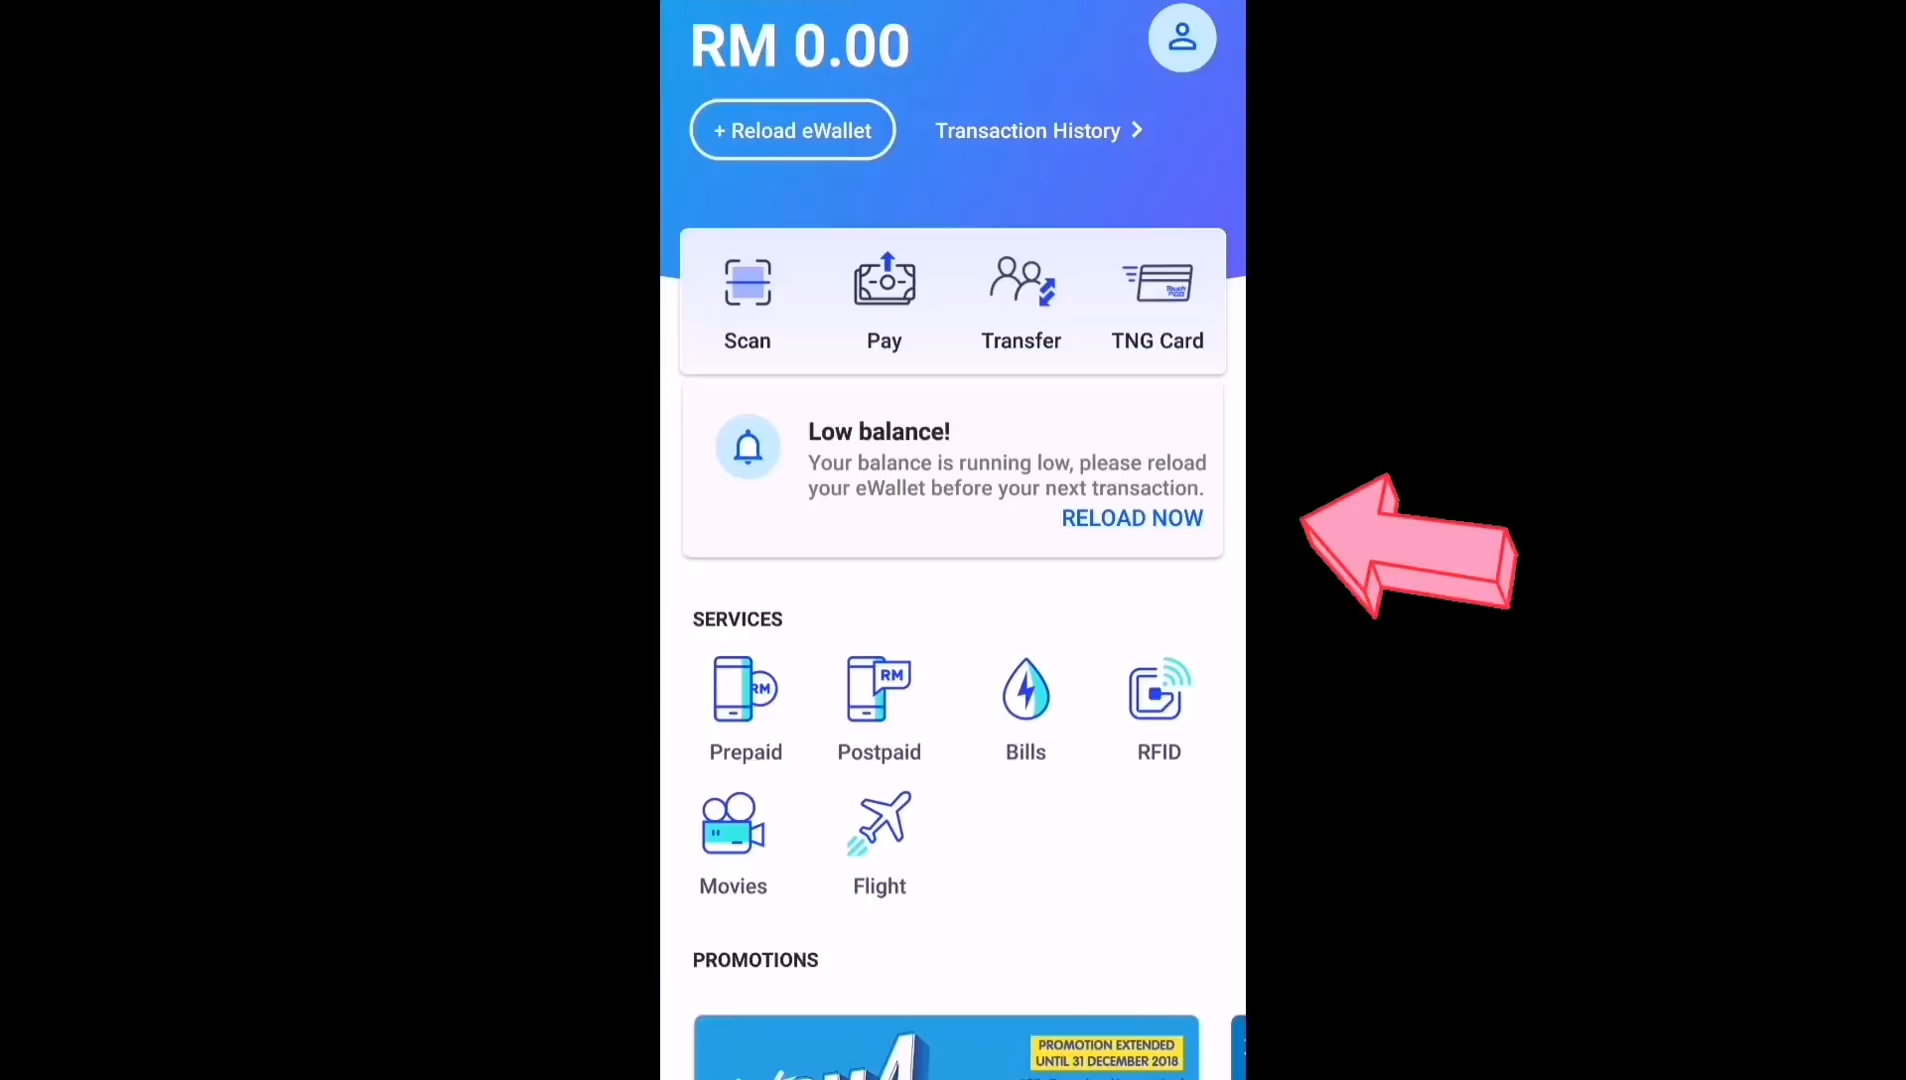 RM 0.00
+ Reload eWallet
Transaction History
Scan
Pay
Transfer
TNG Card
Low balance!
Your balance is running low, please reload
your eWallet before your next transaction.
RELOAD NOW
SERVICES
RM
RM
Prepaid
Postpaid
Bills
RFID
Movies
Flight
PROMOTIONS
PROMOTION EXTENDED
UNTIL 31 DECEMBER 2018